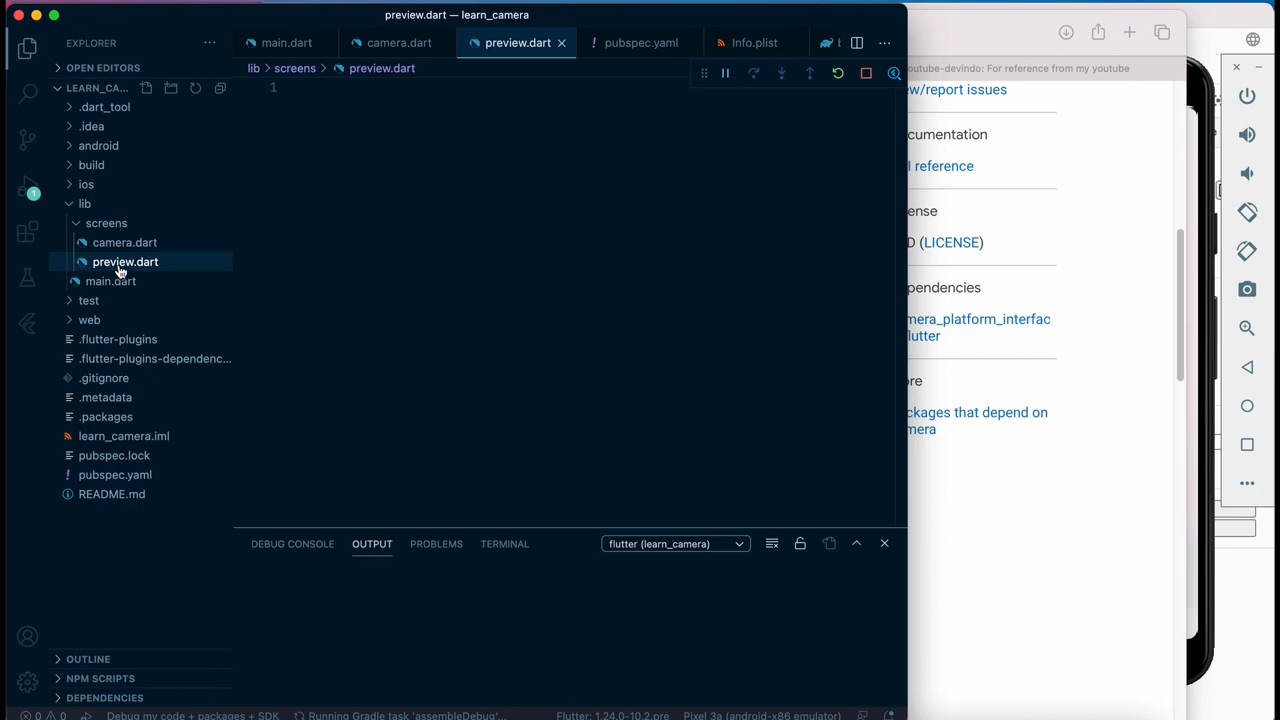 preview.dart — learn_camera
EXPLORER
main.dart
camera.dart
preview.dart
! pubspec.yaml
Info.plist
OPEN EDITORS
lib > screens > preview.dart
LEARN_CA...
1
.dart_tool
.idea
android
build
ios
lib
screens
camera.dart
preview.dart
main.dart
test
web
.flutter-plugins
.flutter-plugins-dependenc...
.gitignore
.metadata
.packages
learn_camera.iml
pubspec.lock
! pubspec.yaml
README.md
1
DEBUG CONSOLE
OUTPUT
PROBLEMS
TERMINAL
flutter (learn_camera)
OUTLINE
NPM SCRIPTS
DEPENDENCIES
0 0
Debug my code + packages + SDK
Running Gradle task 'assembleDebug'...
Flutter: 1.24.0-10.2.pre
Pixel 3a (android-x86 emulator)
outube-devindo: For reference from my youtube
ew/report issues
cumentation
I reference
ense
D (LICENSE)
pendencies
mera_platform_interfac
lutter
re
ckages that depend on
mera